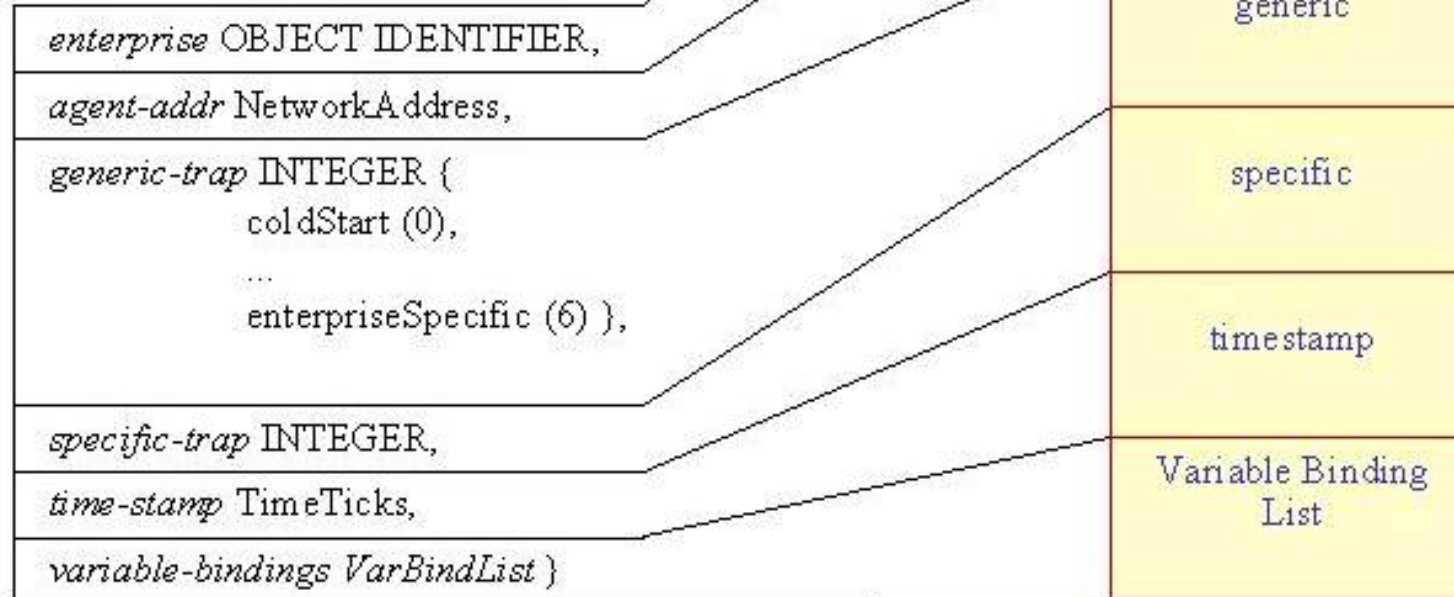 enterprise OBJECT IDENTIFIER,
agent-addr NetworkAddress,
generic-trap INTEGER {
coldStart (0),
...
enterpriseSpecific (6) },
specific-trap INTEGER,
time-stamp TimeTicks,
variable-bindings VarBindList }
generic
specific
timestamp
Variable Binding
List